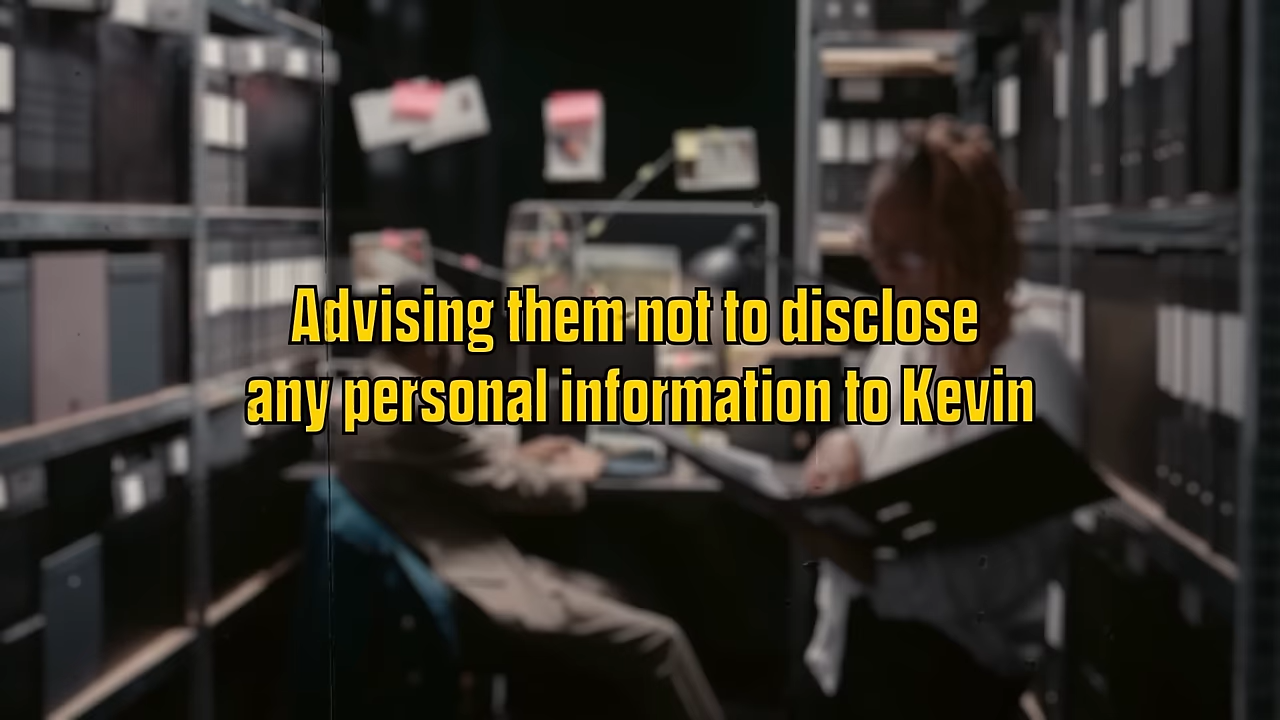 Advising them not to disclose
any personal information to Kevin